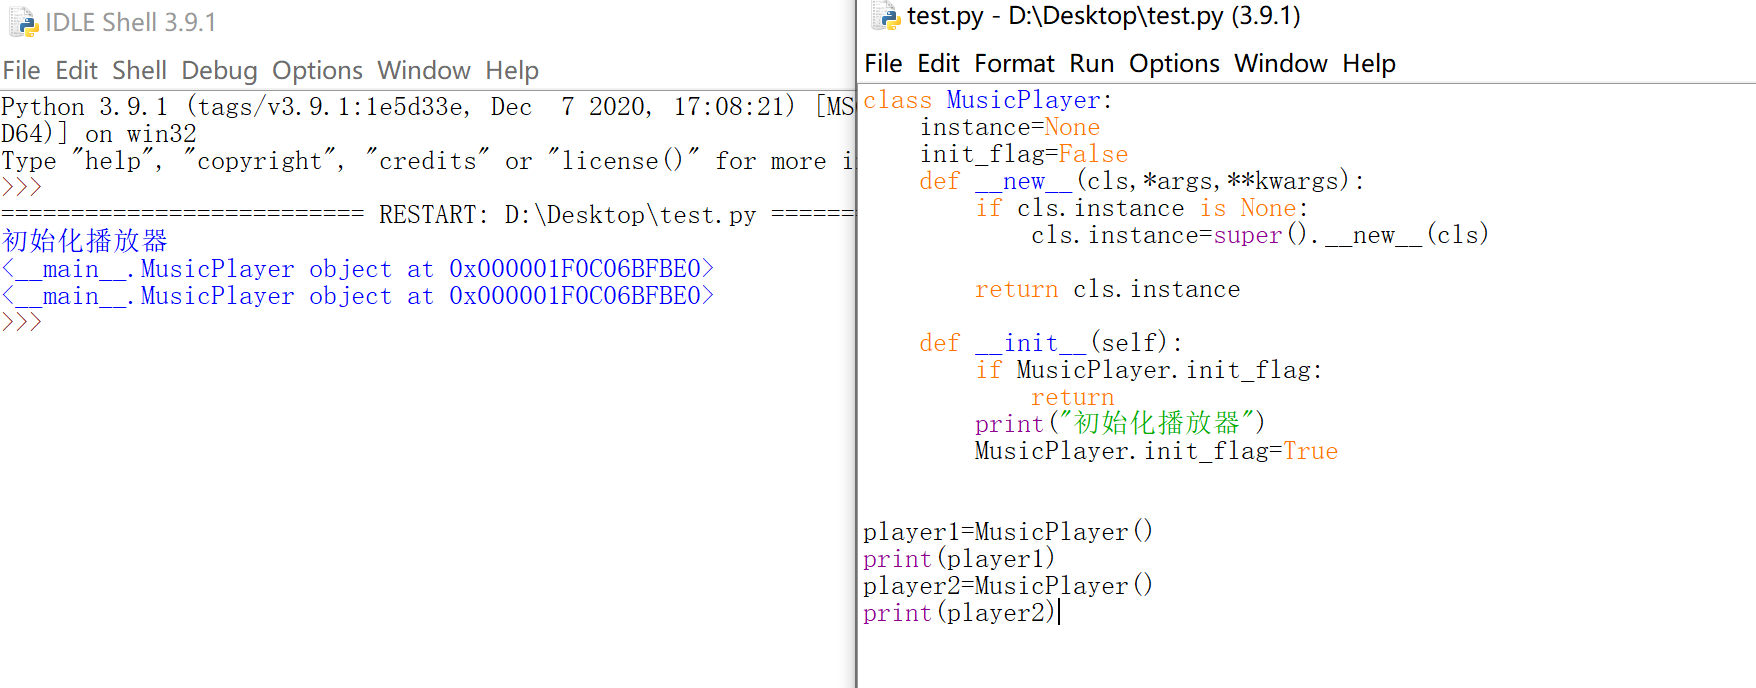 IDLE Shell 3.9.1
File Edit Shell Debug Options Window Help
Python 3.9.1 (tags/v3.9.1:1e5d33e, Dec  7 2020, 17:08:21) [MS
D64)] on win32
Type "help", "copyright", "credits" or "license()" for more i
>>>
========================== RESTART: D:\Desktop\test.py ======
初始化播放器
<__main__.MusicPlayer object at 0x000001F0C06BFBE0>
<__main__.MusicPlayer object at 0x000001F0C06BFBE0>
>>>
test.py - D:\Desktop\test.py (3.9.1)
File Edit Format Run Options Window Help
class MusicPlayer:
    instance=None
    init_flag=False
    def __new__(cls,*args,**kwargs):
        if cls.instance is None:
            cls.instance=super().__new__(cls)
        return cls.instance
    def __init__(self):
        if MusicPlayer.init_flag:
            return
        print("初始化播放器")
        MusicPlayer.init_flag=True
player1=MusicPlayer()
print(player1)
player2=MusicPlayer()
print(player2)